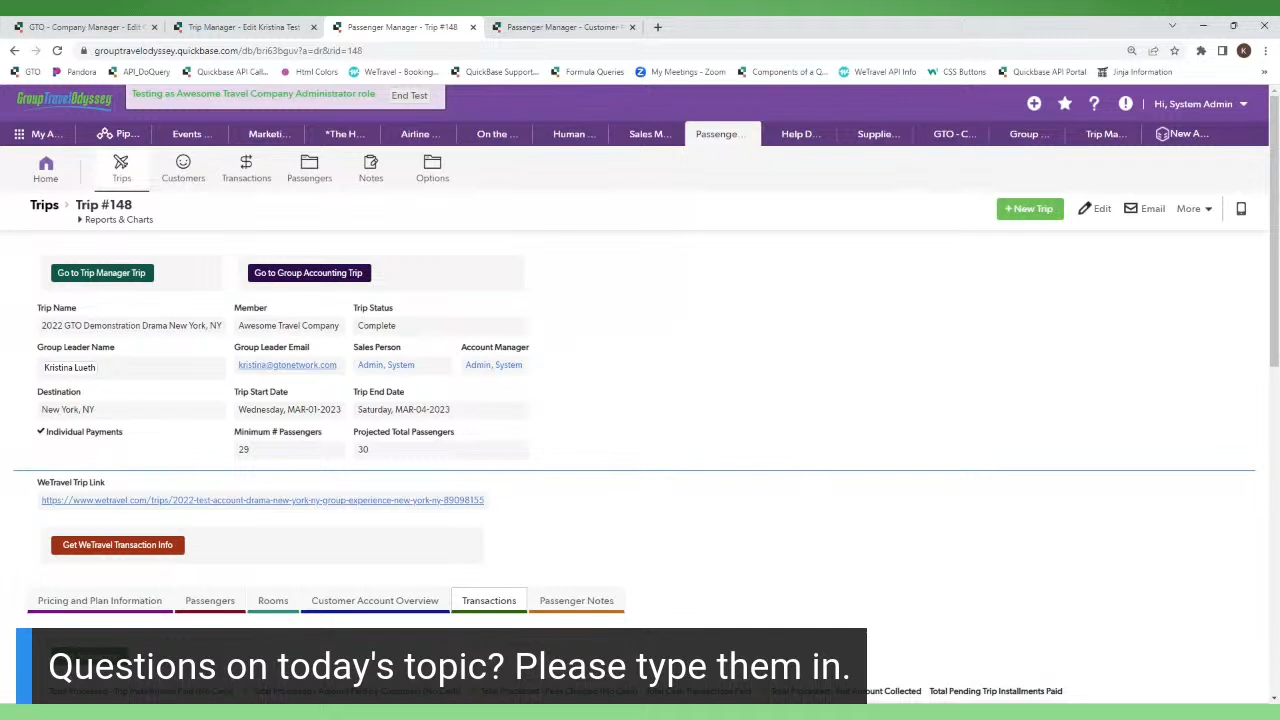 GTO - Company Manager - Edit C
Trip Manager - Edit Kristina Test
Passenger Manager - Trip #148
Passenger Manager - Customer
grouptravelodyssey.quickbase.com/db/bri63bguv?a=dr&rid=148
GTO
Pandora
API_DoQuery
Quickbase API Call...
Html Colors
WeTravel - Booking...
QuickBase Support...
Formula Queries
My Meetings - Zoom
Components of a Q...
WeTravel API Info
CSS Buttons
Quickbase API Portal
Jinja Information
GroupTravelOdyssey
Testing as Awesome Travel Company Administrator role
End Test
Hi, System Admin
My A...
Pip...
Events ...
Marketi...
*The H...
Airline ...
On the ...
Human ...
Sales M...
Passenge...
Help D...
Supplie...
GTO - C...
Group ...
Trip Ma...
New A...
Home
Trips
Customers
Transactions
Passengers
Notes
Options
Trips > Trip #148
Reports & Charts
+ New Trip
Edit
Email
More
Go to Trip Manager Trip
Go to Group Accounting Trip
Trip Name
Member
Trip Status
2022 GTO Demonstration Drama New York, NY
Awesome Travel Company
Complete
Group Leader Name
Group Leader Email
Sales Person
Account Manager
Kristina Lueth
kristina@gtonetwork.com
Admin, System
Admin, System
Destination
Trip Start Date
Trip End Date
New York, NY
Wednesday, MAR-01-2023
Saturday, MAR-04-2023
Individual Payments
Minimum # Passengers
Projected Total Passengers
29
30
WeTravel Trip Link
https://www.wetravel.com/trips/2022-test-account-drama-new-york-ny-group-experience-new-york-ny-89098155
Get WeTravel Transaction Info
Pricing and Plan Information
Passengers
Rooms
Customer Account Overview
Transactions
Passenger Notes
Questions on today's topic? Please type them in.
Amount Collected
Total Pending Trip Installments Paid